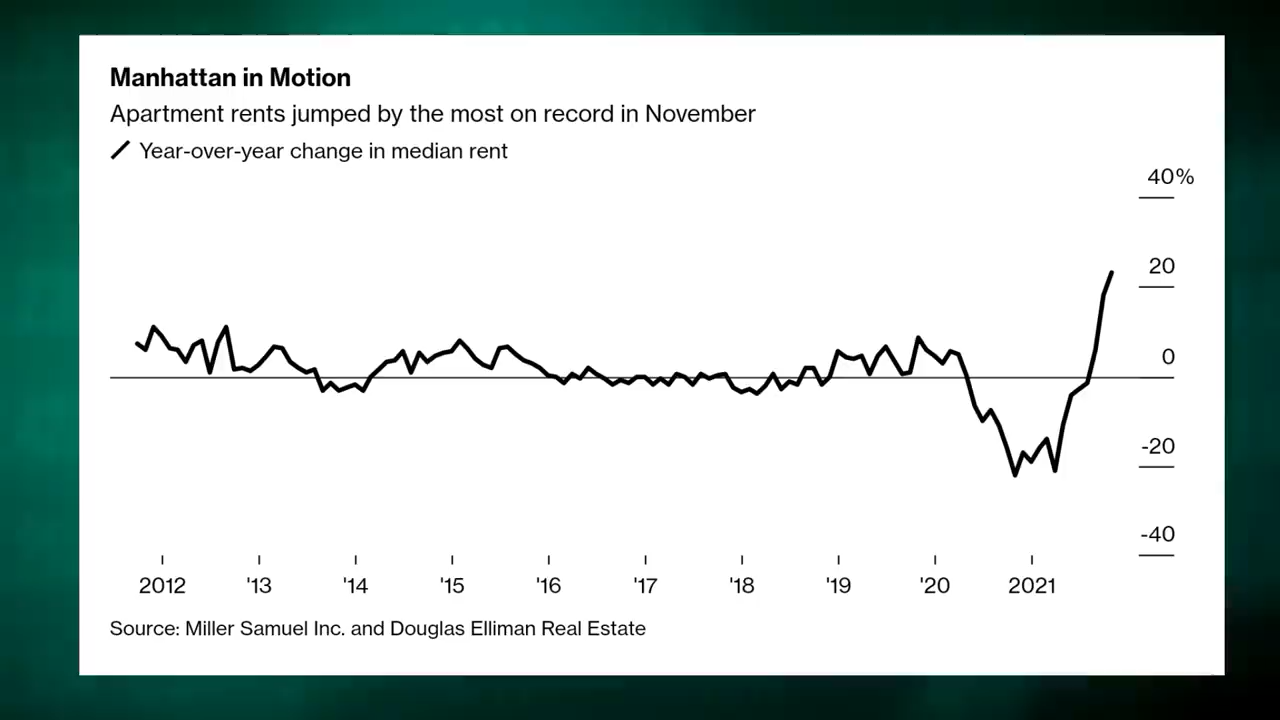 Manhattan in Motion
Apartment rents jumped by the most on record in November
Year-over-year change in median rent
40%
20
0
-20
-40
2012 '13 '14 '15 '16 '17 '18 '19 '20 2021
Source: Miller Samuel Inc. and Douglas Elliman Real Estate